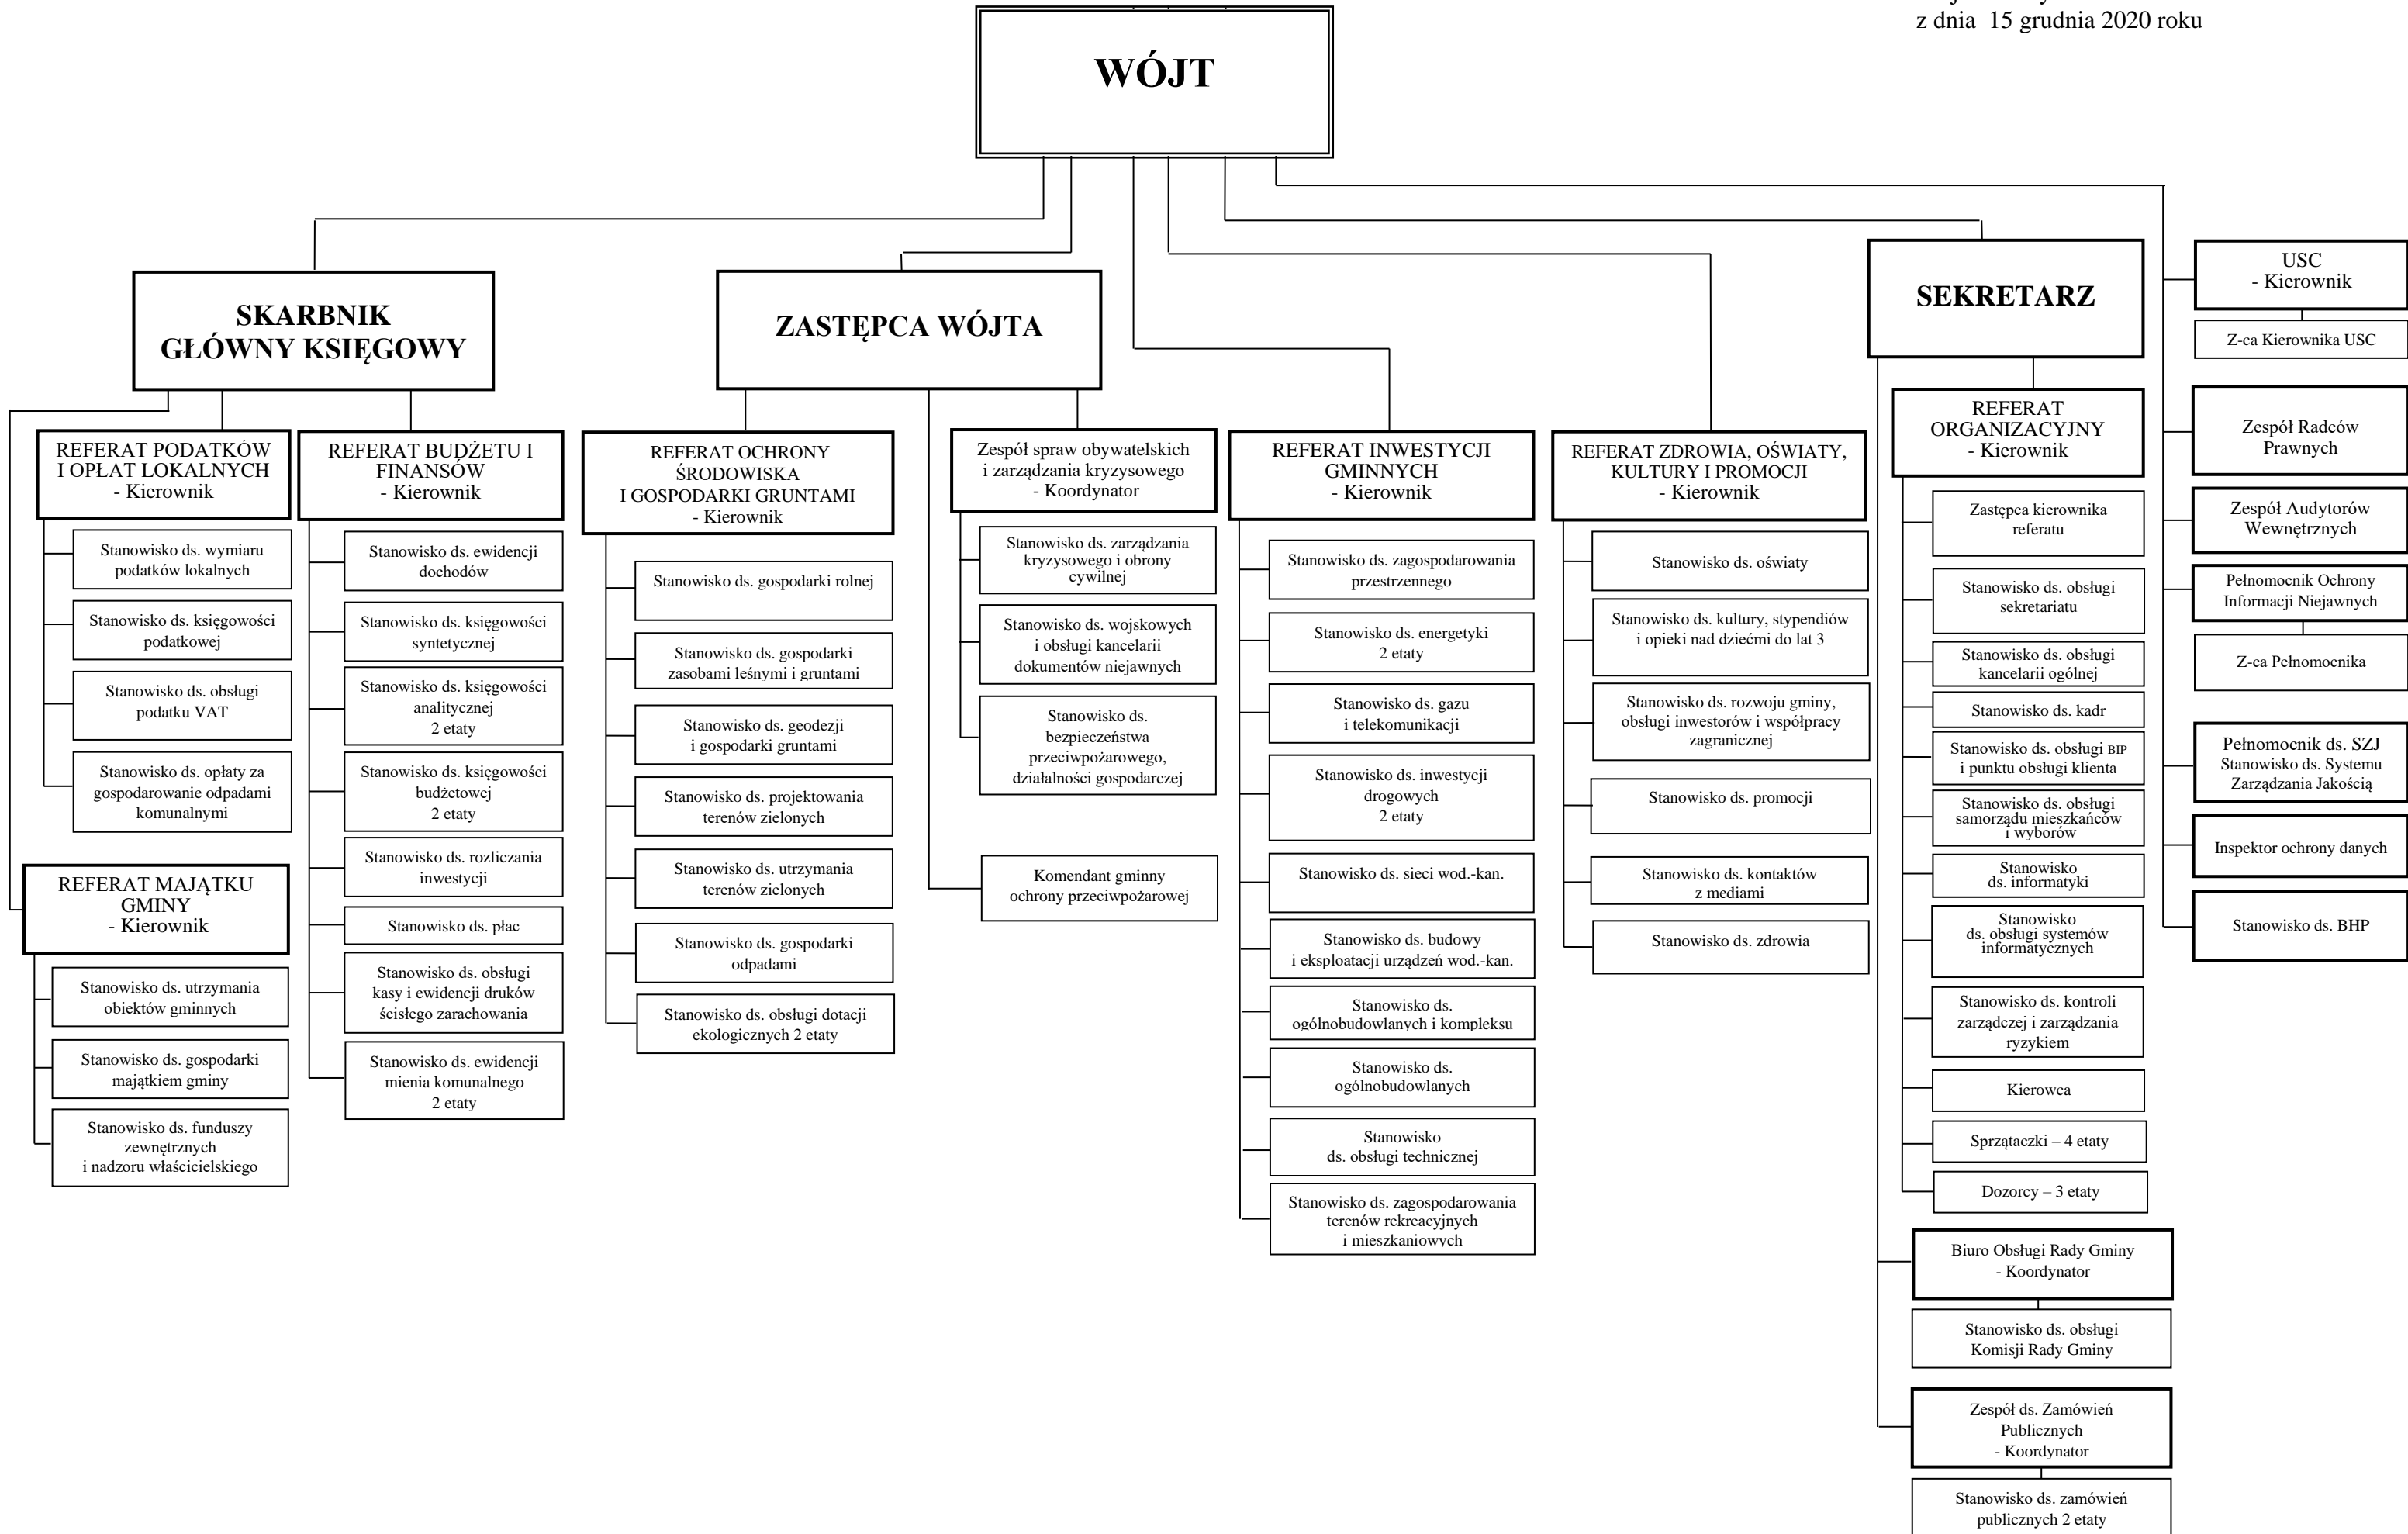 z dnia 15 grudnia 2020 roku
WÓJT
SKARBNIK
GŁÓWNY KSIĘGOWY
ZASTĘPCA WÓJTA
SEKRETARZ
USC
- Kierownik
Z-ca Kierownika USC
REFERAT PODATKÓW
I OPŁAT LOKALNYCH
- Kierownik
Stanowisko ds. wymiaru
podatków lokalnych
Stanowisko ds. księgowości
podatkowej
Stanowisko ds. obsługi
podatku VAT
Stanowisko ds. opłaty za
gospodarowanie odpadami
komunalnymi
REFERAT MAJĄTKU
GMINY
- Kierownik
Stanowisko ds. utrzymania
obiektów gminnych
Stanowisko ds. gospodarki
majątkiem gminy
Stanowisko ds. funduszy
zewnętrznych
i nadzoru właścicielskiego
REFERAT BUDŻETU I
FINANSÓW
- Kierownik
Stanowisko ds. ewidencji
dochodów
Stanowisko ds. księgowości
syntetycznej
Stanowisko ds. księgowości
analitycznej
2 etaty
Stanowisko ds. księgowości
budżetowej
2 etaty
Stanowisko ds. rozliczania
inwestycji
Stanowisko ds. płac
Stanowisko ds. obsługi
kasy i ewidencji druków
ścisłego zarachowania
Stanowisko ds. ewidencji
mienia komunalnego
2 etaty
REFERAT OCHRONY
ŚRODOWISKA
I GOSPODARKI GRUNTAMI
- Kierownik
Stanowisko ds. gospodarki rolnej
Stanowisko ds. gospodarki
zasobami leśnymi i gruntami
Stanowisko ds. geodezji
i gospodarki gruntami
Stanowisko ds. projektowania
terenów zielonych
Stanowisko ds. utrzymania
terenów zielonych
Stanowisko ds. gospodarki
odpadami
Stanowisko ds. obsługi dotacji
ekologicznych 2 etaty
Zespół spraw obywatelskich
i zarządzania kryzysowego
- Koordynator
Stanowisko ds. zarządzania
kryzysowego i obrony
cywilnej
Stanowisko ds. wojskowych
i obsługi kancelarii
dokumentów niejawnych
Stanowisko ds.
bezpieczeństwa
przeciwpożarowego,
działalności gospodarczej
Komendant gminny
ochrony przeciwpożarowej
REFERAT INWESTYCJI
GMINNYCH
- Kierownik
Stanowisko ds. zagospodarowania
przestrzennego
Stanowisko ds. energetyki
2 etaty
Stanowisko ds. gazu
i telekomunikacji
Stanowisko ds. inwestycji
drogowych
2 etaty
Stanowisko ds. sieci wod.-kan.
Stanowisko ds. budowy
i eksploatacji urządzeń wod.-kan.
Stanowisko ds.
ogólnobudowlanych i kompleksu
Stanowisko ds.
ogólnobudowlanych
Stanowisko
ds. obsługi technicznej
Stanowisko ds. zagospodarowania
terenów rekreacyjnych
i mieszkaniowych
REFERAT ZDROWIA, OŚWIATY,
KULTURY I PROMOCJI
- Kierownik
Stanowisko ds. oświaty
Stanowisko ds. kultury, stypendiów
i opieki nad dziećmi do lat 3
Stanowisko ds. rozwoju gminy,
obsługi inwestorów i współpracy
zagranicznej
Stanowisko ds. promocji
Stanowisko ds. kontaktów
z mediami
Stanowisko ds. zdrowia
REFERAT
ORGANIZACYJNY
- Kierownik
Zastępca kierownika
referatu
Stanowisko ds. obsługi
sekretariatu
Stanowisko ds. obsługi
kancelarii ogólnej
Stanowisko ds. kadr
Stanowisko ds. obsługi BIP
i punktu obsługi klienta
Stanowisko ds. obsługi
samorządu mieszkańców
i wyborów
Stanowisko
ds. informatyki
Stanowisko
ds. obsługi systemów
informatycznych
Stanowisko ds. kontroli
zarządczej i zarządzania
ryzykiem
Kierowca
Sprzątaczki – 4 etaty
Dozorcy – 3 etaty
Biuro Obsługi Rady Gminy
- Koordynator
Stanowisko ds. obsługi
Komisji Rady Gminy
Zespół ds. Zamówień
Publicznych
- Koordynator
Stanowisko ds. zamówień
publicznych 2 etaty
Zespół Radców
Prawnych
Zespół Audytorów
Wewnętrznych
Pełnomocnik Ochrony
Informacji Niejawnych
Z-ca Pełnomocnika
Pełnomocnik ds. SZJ
Stanowisko ds. Systemu
Zarządzania Jakością
Inspektor ochrony danych
Stanowisko ds. BHP